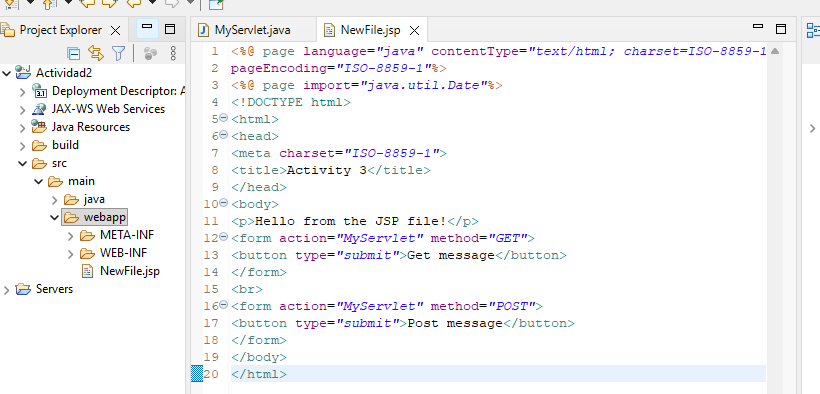 Project Explorer
Actividad2
Deployment Descriptor: A
JAX-WS Web Services
Java Resources
build
src
main
java
webapp
META-INF
WEB-INF
NewFile.jsp
Servers
MyServlet.java
NewFile.jsp
1 <%@ page language="java" contentType="text/html; charset=ISO-8859-1
2 pageEncoding="ISO-8859-1"%>
3 <%@ page import="java.util.Date"%>
4 <!DOCTYPE html>
5 <html>
6 <head>
7 <meta charset="ISO-8859-1">
8 <title>Activity 3</title>
9 </head>
10 <body>
11 <p>Hello from the JSP file!</p>
12 <form action="MyServlet" method="GET">
13 <button type="submit">Get message</button>
14 </form>
15 <br>
16 <form action="MyServlet" method="POST">
17 <button type="submit">Post message</button>
18 </form>
19 </body>
20 </html>